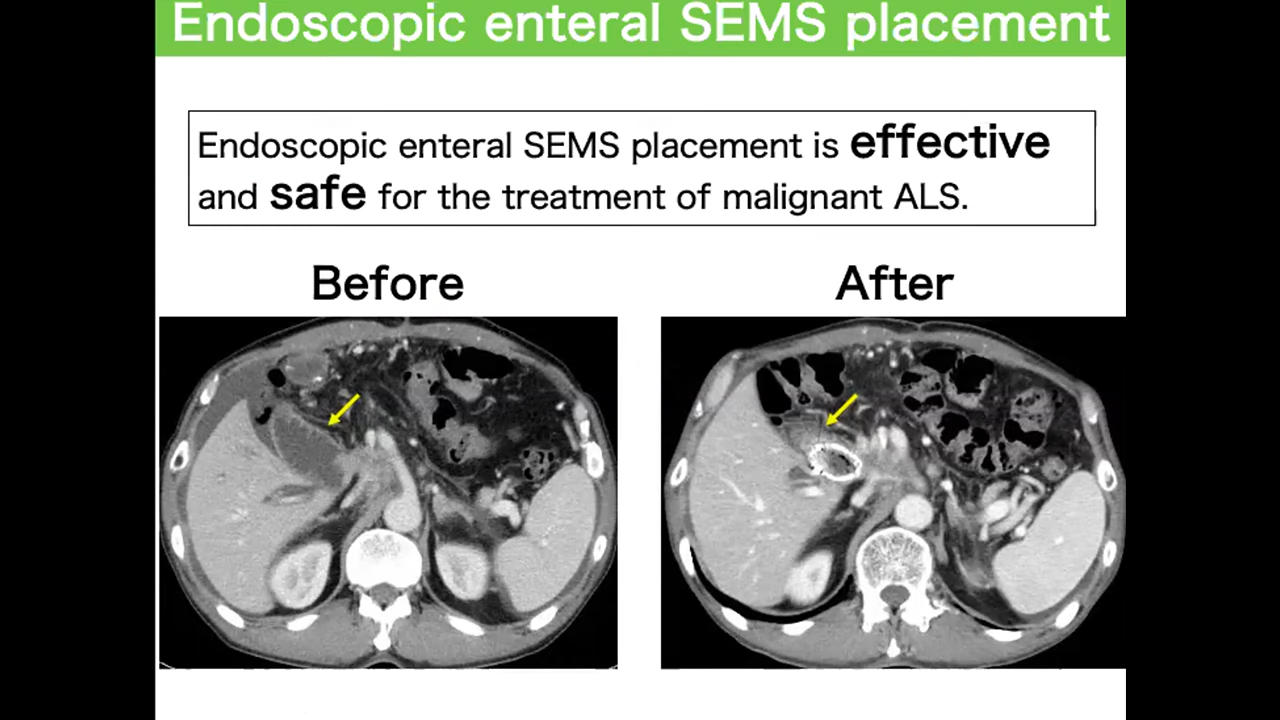 Endoscopic enteral SEMS placement
Endoscopic enteral SEMS placement is effective
and safe for the treatment of malignant ALS.
Before
After